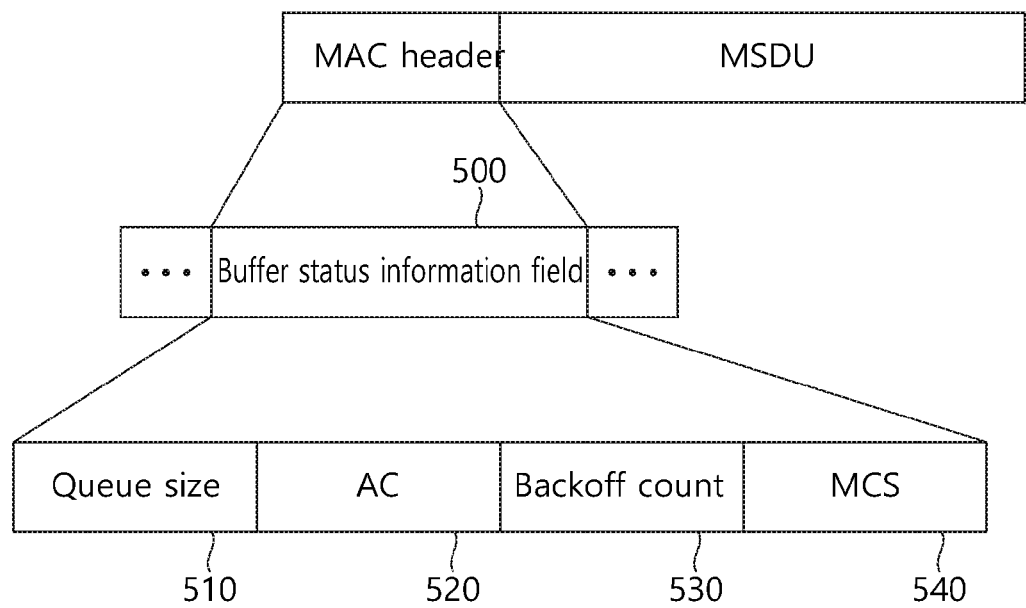 MAC header MSDU
500
... Buffer status information field ...
Queue size AC Backoff count MCS
510 520 530 540